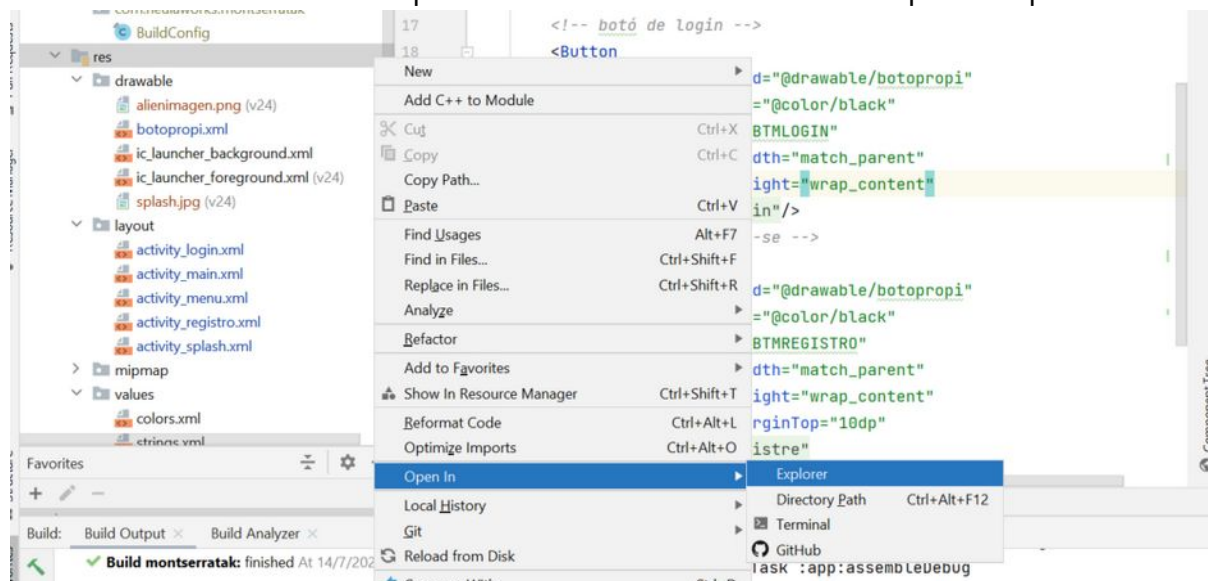 BuildConfig
res
drawable
alienimagen.png (v24)
botopropi.xml
ic_launcher_background.xml
ic_launcher_foreground.xml (v24)
splash.jpg (v24)
layout
activity_login.xml
activity_main.xml
activity_menu.xml
activity_registro.xml
activity_splash.xml
mipmap
values
colors.xml
strings.xml
Favorites
Build: Build Output Build Analyzer
Build montserratak: finished At 14/7/202
17 <!-- botó de login -->
18 <Button
d="@drawable/botopropi"
="@color/black"
BTMLOGIN"
dth="match_parent"
ight="wrap_content"
in"/>
-se -->
d="@drawable/botopropi"
="@color/black"
BTMREGISTRO"
dth="match_parent"
ight="wrap_content"
rginTop="10dp"
istre"
New
Add C++ to Module
Cut Ctrl+X
Copy Ctrl+C
Copy Path...
Paste Ctrl+V
Find Usages Alt+F7
Find in Files... Ctrl+Shift+F
Replace in Files... Ctrl+Shift+R
Analyze
Refactor
Add to Favorites
Show In Resource Manager Ctrl+Shift+T
Reformat Code Ctrl+Alt+L
Optimize Imports Ctrl+Alt+O
Open In
Local History
Git
Reload from Disk
Explorer
Directory Path Ctrl+Alt+F12
Terminal
GitHub
Task :app:assembleDebug